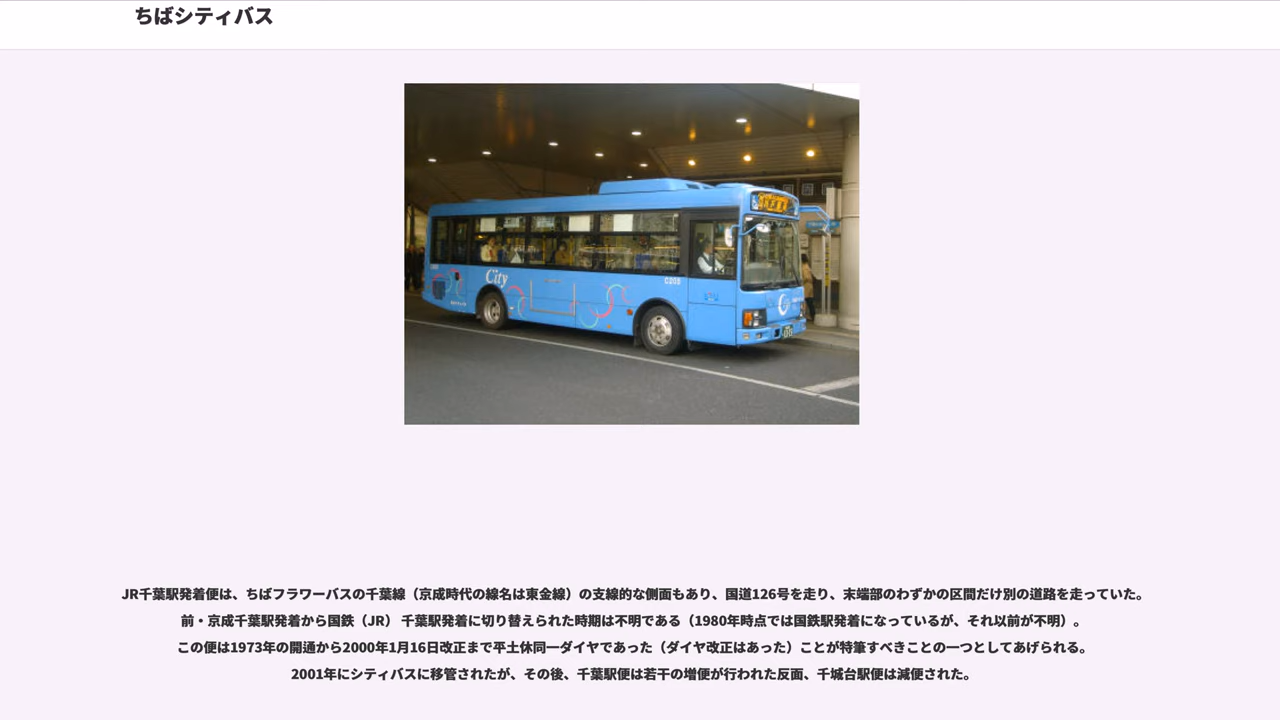 ちばシティバス
City
C205
JR千葉駅発着便は、ちばフラワーバスの千葉線（京成時代の線名は東金線）の支線的な側面もあり、国道126号を走り、末端部のわずかの区間だけ別の道路を走っていた。
前・京成千葉駅発着から国鉄（JR） 千葉駅発着に切り替えられた時期は不明である（1980年時点では国鉄駅発着になっているが、それ以前が不明）。
この便は1973年の開通から2000年1月16日改正まで平土休同一ダイヤであった（ダイヤ改正はあった）ことが特筆すべきことの一つとしてあげられる。
2001年にシティバスに移管されたが、その後、千葉駅便は若干の増便が行われた反面、千城台駅便は減便された。